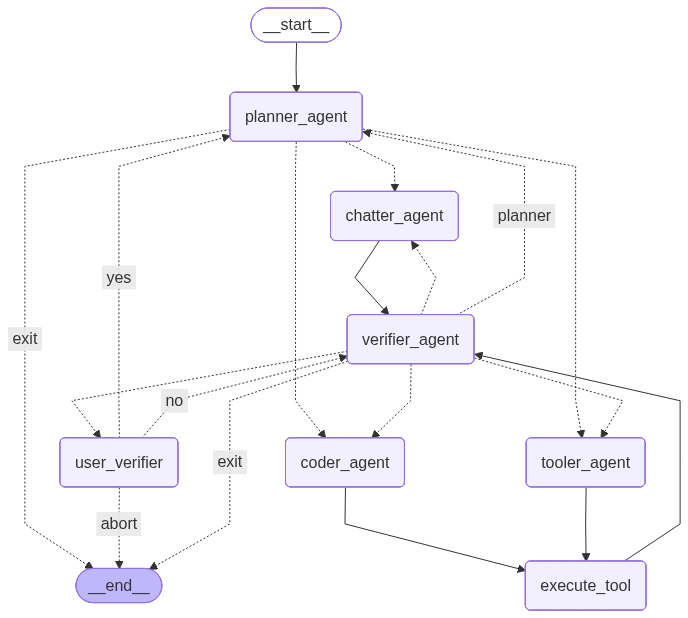 __start__
planner_agent
chatter_agent
planner
yes
exit
verifier_agent
no
user_verifier
exit
coder_agent
tooler_agent
abort
__end__
execute_tool